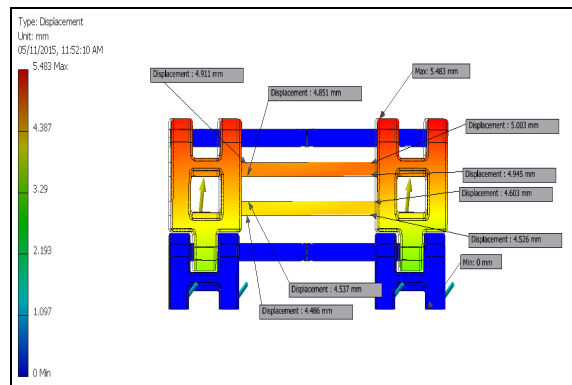 Type: Displacement
Unit: mm
05/11/2015, 11:52:10 AM
5.483 Max
4.387
3.29
2.193
1.097
0 Min
Displacement : 4.911 mm
Displacement : 4.851 mm
Max: 5.483 mm
Displacement : 5.003 mm
Displacement : 4.945 mm
Displacement : 4.603 mm
Displacement : 4.526 mm
Min: 0 mm
Displacement : 4.537 mm
Displacement : 4.486 mm